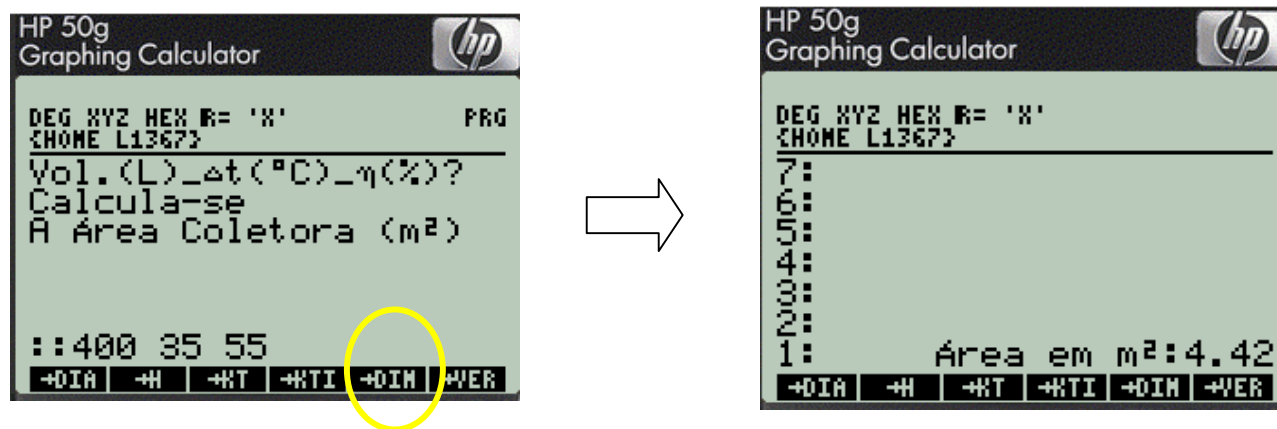 HP 50g
Graphing Calculator
hp
DEG XYZ HEX R= 'X' PRG
{HOME L1367}
Vol.(L)_△t(°C)_η(%)?
Calcula-se
A Área Coletora (m²)
::400 35 55
→DIA →H →KT →KTI →DIM →VER
HP 50g
Graphing Calculator
hp
DEG XYZ HEX R= 'X'
{HOME L1367}
7:
6:
5:
4:
3:
2:
1: Área em m²:4.42
→DIA →H →KT →KTI →DIM →VER